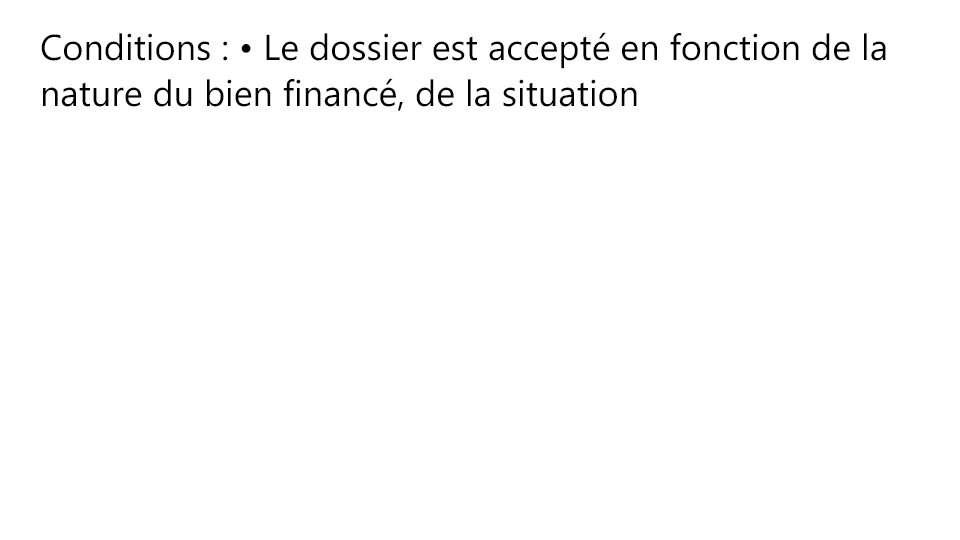 Conditions : • Le dossier est accepté en fonction de la
nature du bien financé, de la situation